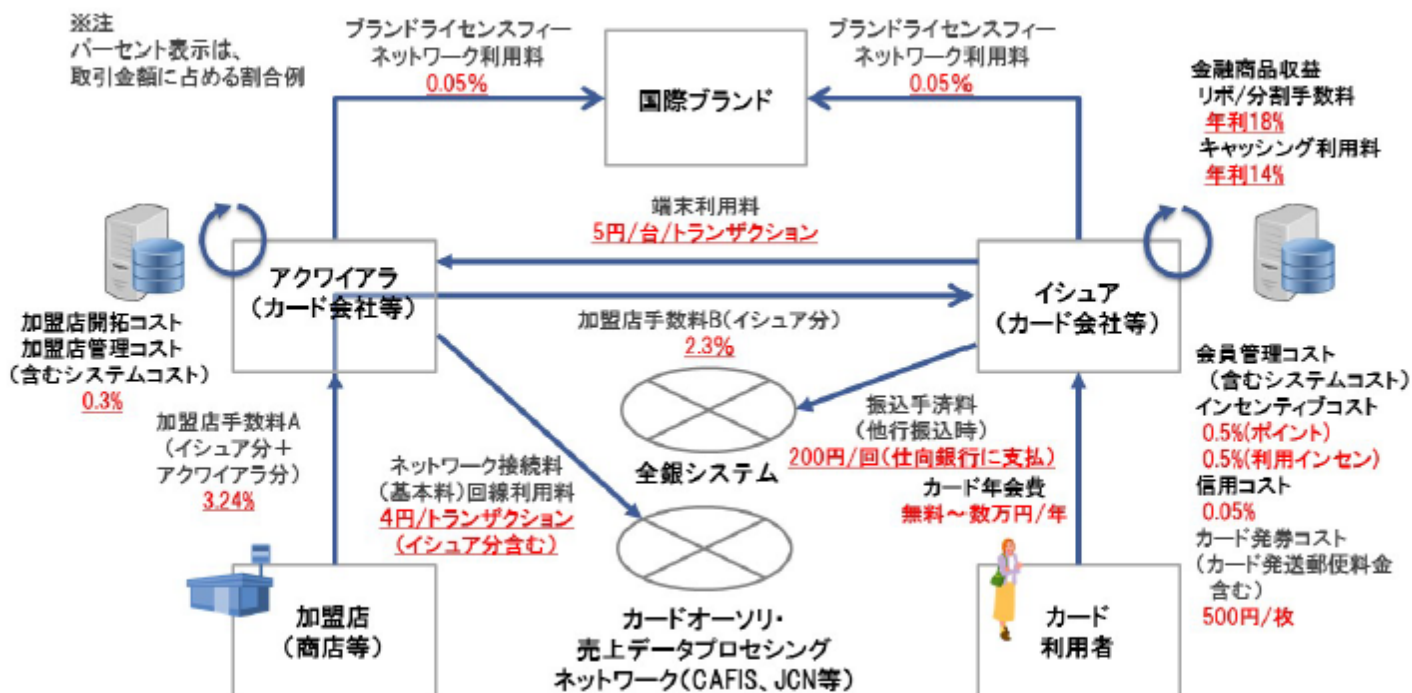 ※注
パーセント表示は、
取引金額に占める割合例
ブランドライセンスフィー
ネットワーク利用料
0.05%
国際ブランド
ブランドライセンスフィー
ネットワーク利用料
0.05%
金融商品収益
リボ/分割手数料
年利18%
キャッシング利用料
年利14%
端末利用料
5円/台/トランザクション
アクワイアラ
(カード会社等)
イシュア
(カード会社等)
加盟店手数料B(イシュア分)
2.3%
加盟店開拓コスト
加盟店管理コスト
(含むシステムコスト)
0.3%
加盟店手数料A
(イシュア分+
アクワイアラ分)
3.24%
ネットワーク接続料
(基本料)回線利用料
4円/トランザクション
(イシュア分含む)
全銀システム
振込手済料
(他行振込時)
200円/回(仕向銀行に支払)
カード年会費
無料～数万円/年
会員管理コスト
(含むシステムコスト)
インセンティブコスト
0.5%(ポイント)
0.5%(利用インセン)
信用コスト
0.05%
カード発券コスト
(カード発送郵便料金
含む)
500円/枚
加盟店
(商店等)
カードオーソリ・
売上データプロセシング
ネットワーク(CAFIS、JCN等)
カード
利用者